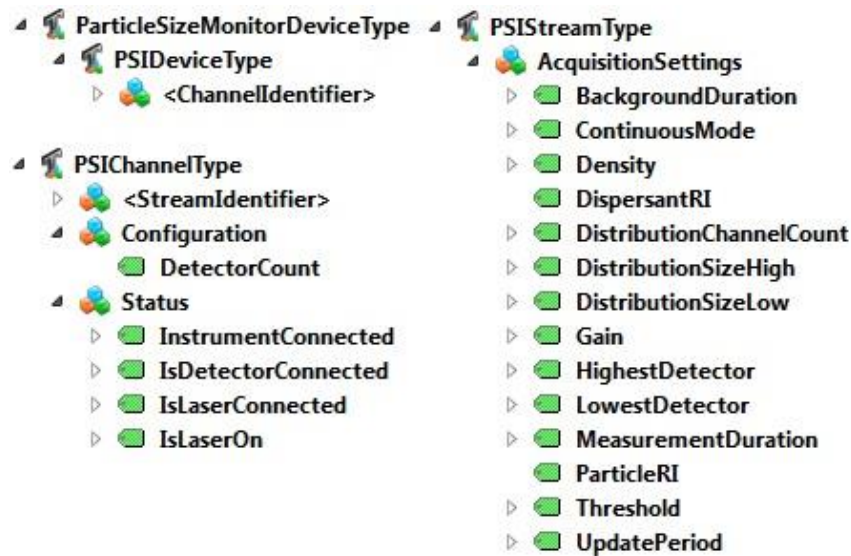 ParticleSizeMonitorDeviceType
PSIDeviceType
<ChannelIdentifier>
PSIChannelType
<StreamIdentifier>
Configuration
DetectorCount
Status
InstrumentConnected
IsDetectorConnected
IsLaserConnected
IsLaserOn
PSIStreamType
AcquisitionSettings
BackgroundDuration
ContinuousMode
Density
DispersantRI
DistributionChannelCount
DistributionSizeHigh
DistributionSizeLow
Gain
HighestDetector
LowestDetector
MeasurementDuration
ParticleRI
Threshold
UpdatePeriod